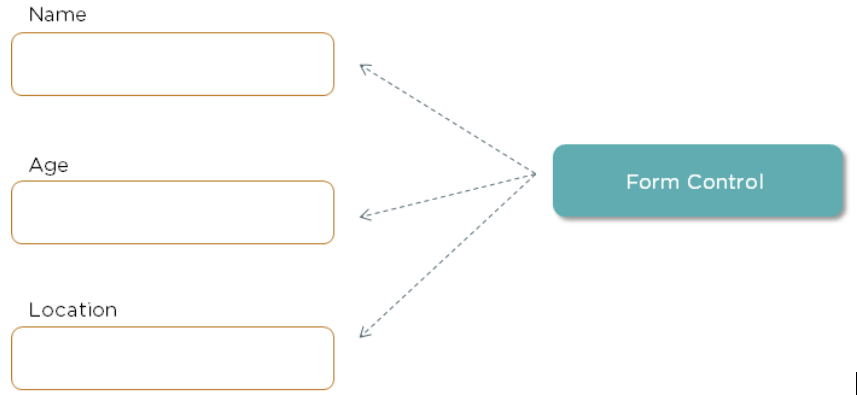 Name
Age
Form Control
Location